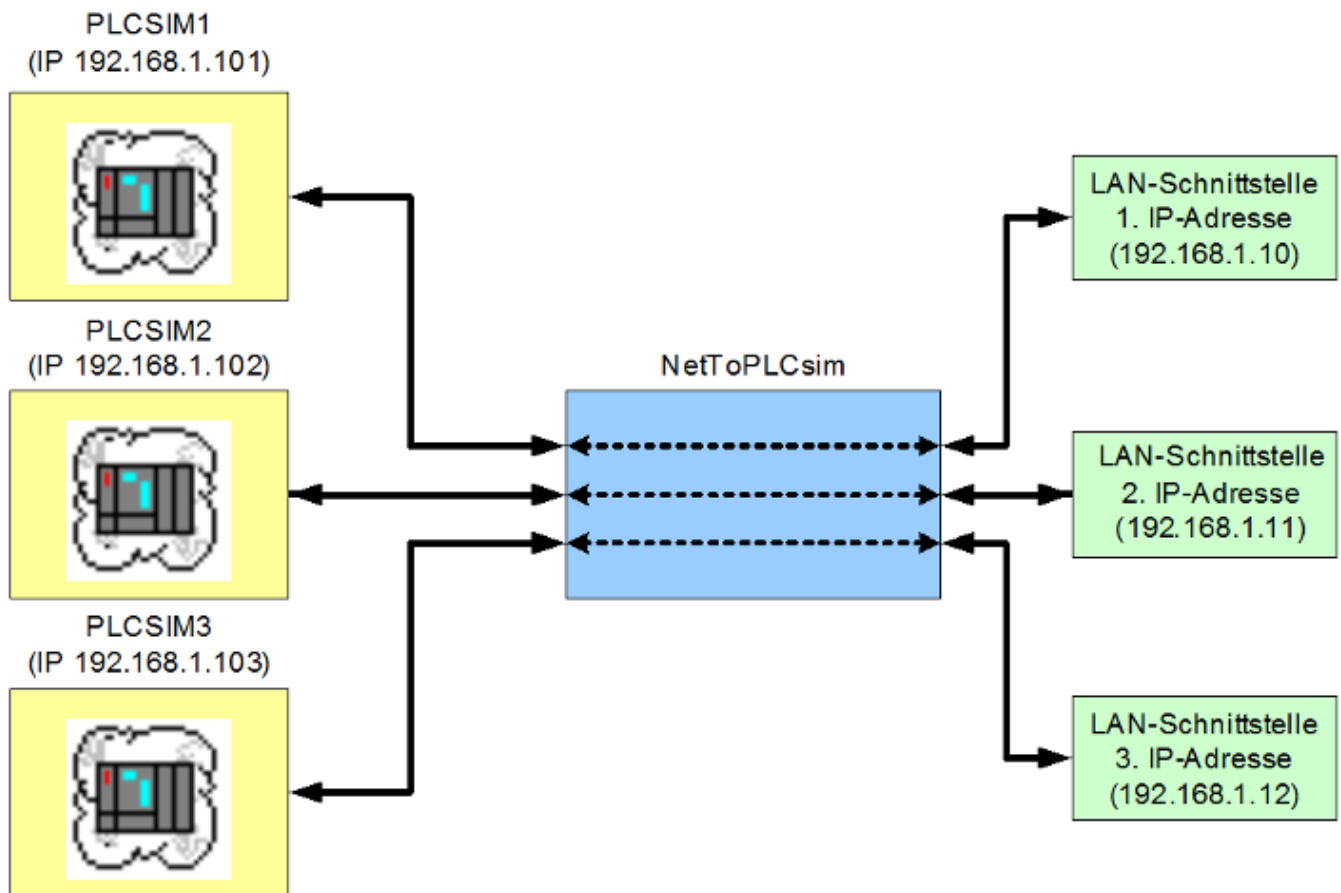 PLCSIM1
(IP 192.168.1.101)
PLCSIM2
(IP 192.168.1.102)
PLCSIM3
(IP 192.168.1.103)
NetToPLCsim
LAN-Schnittstelle
1. IP-Adresse
(192.168.1.10)
LAN-Schnittstelle
2. IP-Adresse
(192.168.1.11)
LAN-Schnittstelle
3. IP-Adresse
(192.168.1.12)